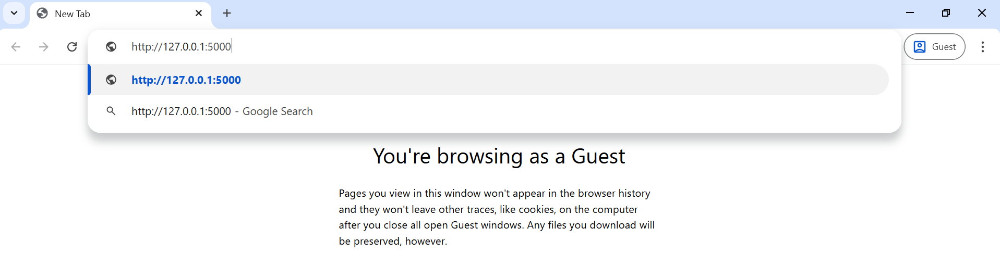 New Tab
http://127.0.0.1:5000
Guest
http://127.0.0.1:5000
http://127.0.0.1:5000 - Google Search
You're browsing as a Guest
Pages you view in this window won't appear in the browser history
and they won't leave other traces, like cookies, on the computer
after you close all open Guest windows. Any files you download will
be preserved, however.